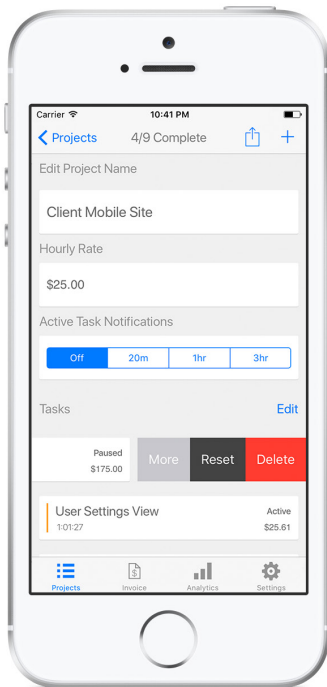 Carrier 10:41 PM
Projects 4/9 Complete +
Edit Project Name
Client Mobile Site
Hourly Rate
$25.00
Active Task Notifications
Off 20m 1hr 3hr
Tasks Edit
Paused
$175.00
More Reset Delete
User Settings View Active
1:01:27 $25.61
Projects Invoice Analytics Settings